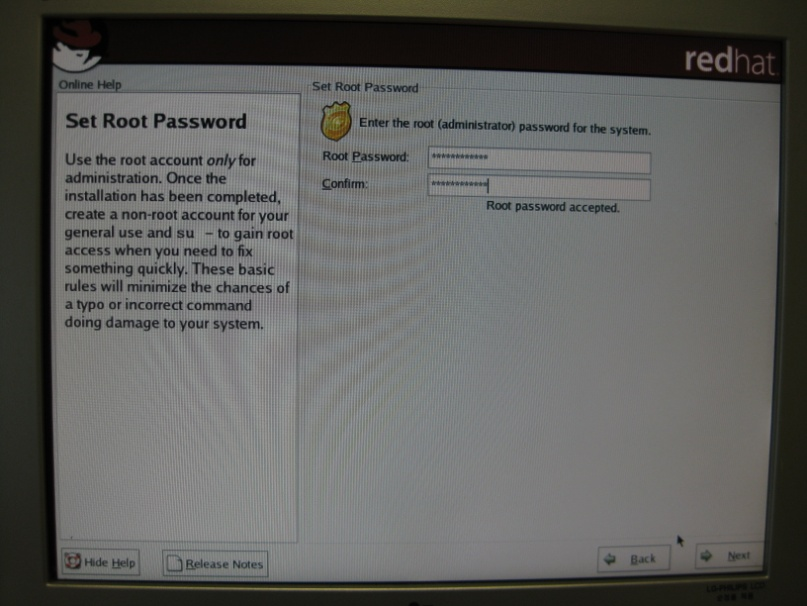 redhat
Online Help
Set Root Password
Use the root account only for
administration. Once the
installation has been completed,
create a non-root account for your
general use and su – to gain root
access when you need to fix
something quickly. These basic
rules will minimize the chances of
a typo or incorrect command
doing damage to your system.
Set Root Password
Enter the root (administrator) password for the system.
Root Password: ************
Confirm: ************
Root password accepted.
Hide Help
Release Notes
Back
Next
LG·PHILIPS LCD